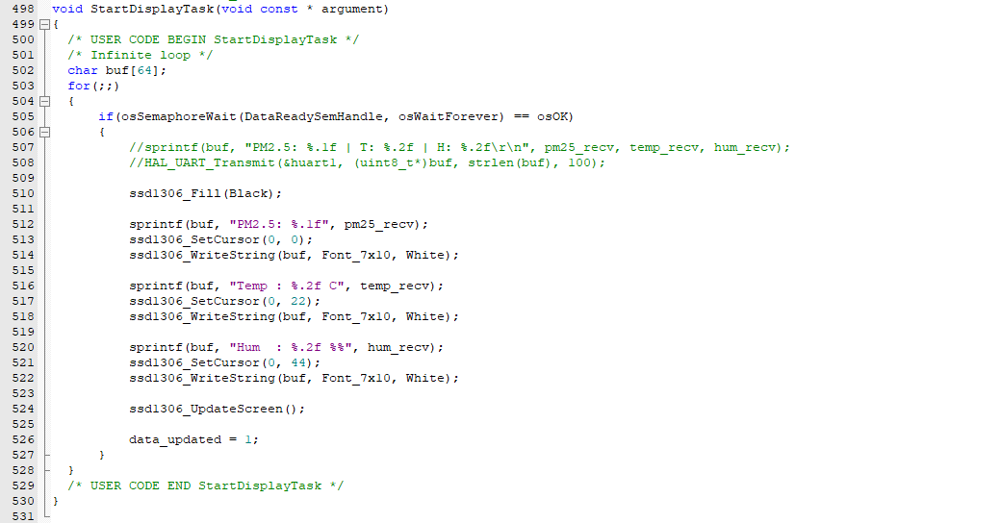 498 void StartDisplayTask(void const * argument)
499 {
500 /* USER CODE BEGIN StartDisplayTask */
501 /* Infinite loop */
502 char buf[64];
503 for(;;)
504 {
505 if(osSemaphoreWait(DataReadySemHandle, osWaitForever) == osOK)
506 {
507 //sprintf(buf, "PM2.5: %.1f | T: %.2f | H: %.2f\r\n", pm25_recv, temp_recv, hum_recv);
508 //HAL_UART_Transmit(&huart1, (uint8_t*)buf, strlen(buf), 100);
509
510 ssd1306_Fill(Black);
511
512 sprintf(buf, "PM2.5: %.1f", pm25_recv);
513 ssd1306_SetCursor(0, 0);
514 ssd1306_WriteString(buf, Font_7x10, White);
515
516 sprintf(buf, "Temp : %.2f C", temp_recv);
517 ssd1306_SetCursor(0, 22);
518 ssd1306_WriteString(buf, Font_7x10, White);
519
520 sprintf(buf, "Hum  : %.2f %%", hum_recv);
521 ssd1306_SetCursor(0, 44);
522 ssd1306_WriteString(buf, Font_7x10, White);
523
524 ssd1306_UpdateScreen();
525
526 data_updated = 1;
527 }
528 }
529 /* USER CODE END StartDisplayTask */
530 }
531